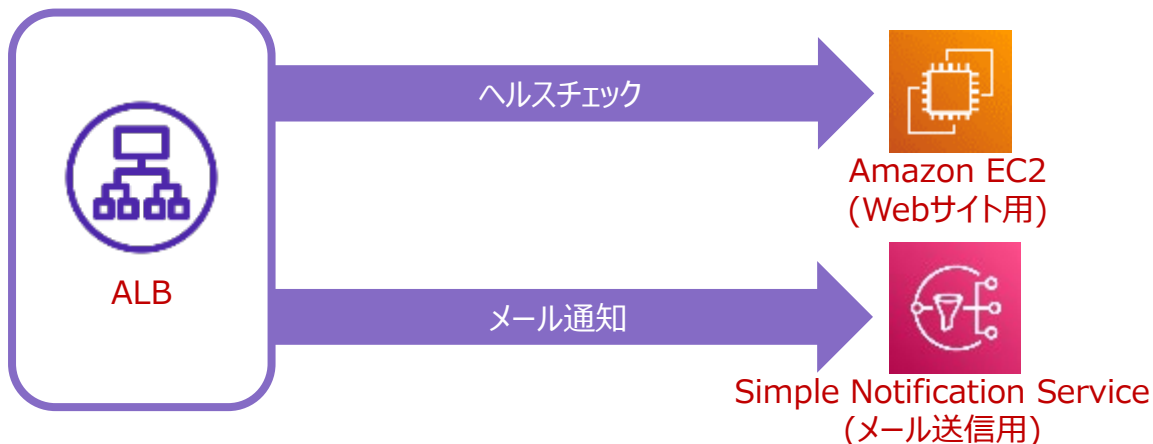 ヘルスチェック
Amazon EC2
(Webサイト用)
ALB
メール通知
Simple Notification Service
(メール送信用)